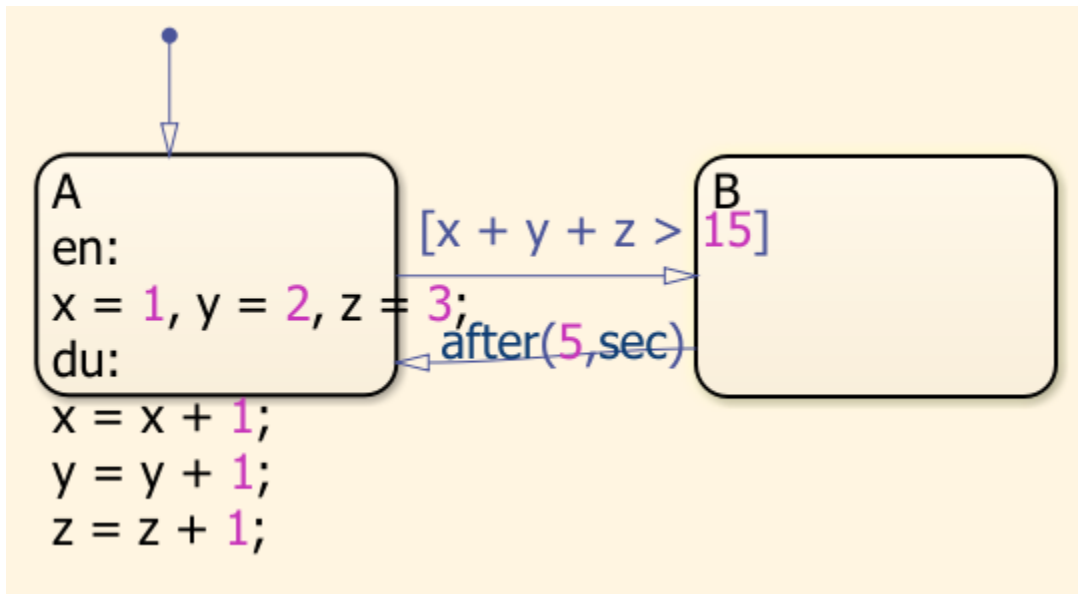 A
en:
x = 1, y = 2, z = 3;
du:
x = x + 1;
y = y + 1;
z = z + 1;
[x + y + z > 15]
after(5,sec)
B